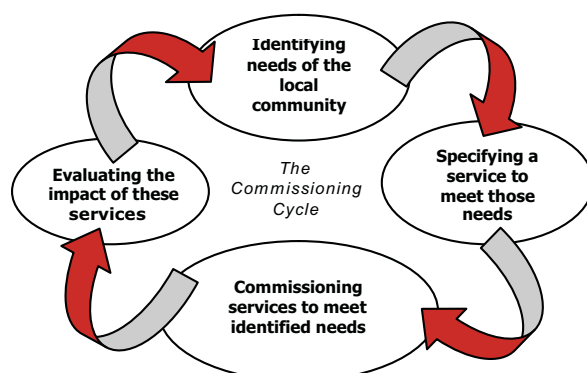 Identifying
needs of the
local
community
Specifying a
service to
meet those
needs
Commissioning
services to meet
identified needs
Evaluating the
impact of these
services
The
Commissioning
Cycle